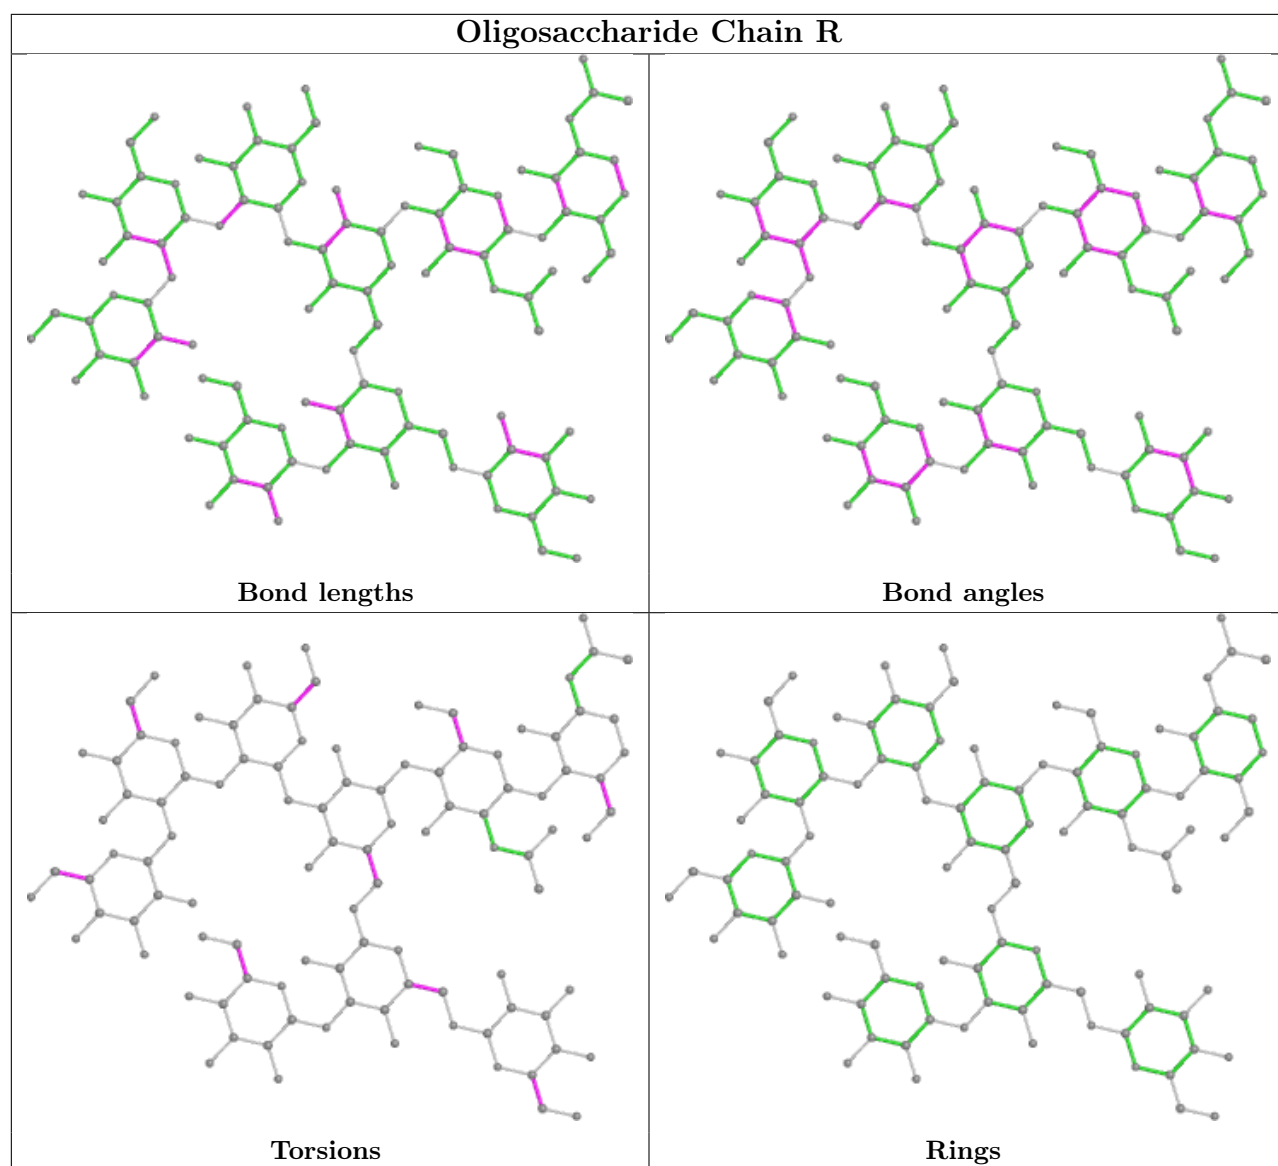 Oligosaccharide Chain R
Bond lengths
Bond angles
Torsions
Rings